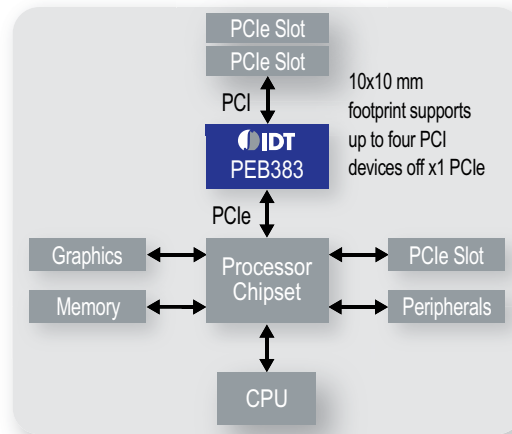 PCIe Slot
PCIe Slot
PCI
10x10 mm
footprint supports
up to four PCI
devices off x1 PCIe
IDT
PEB383
PCIe
Graphics
Processor
Chipset
PCIe Slot
Memory
Peripherals
CPU